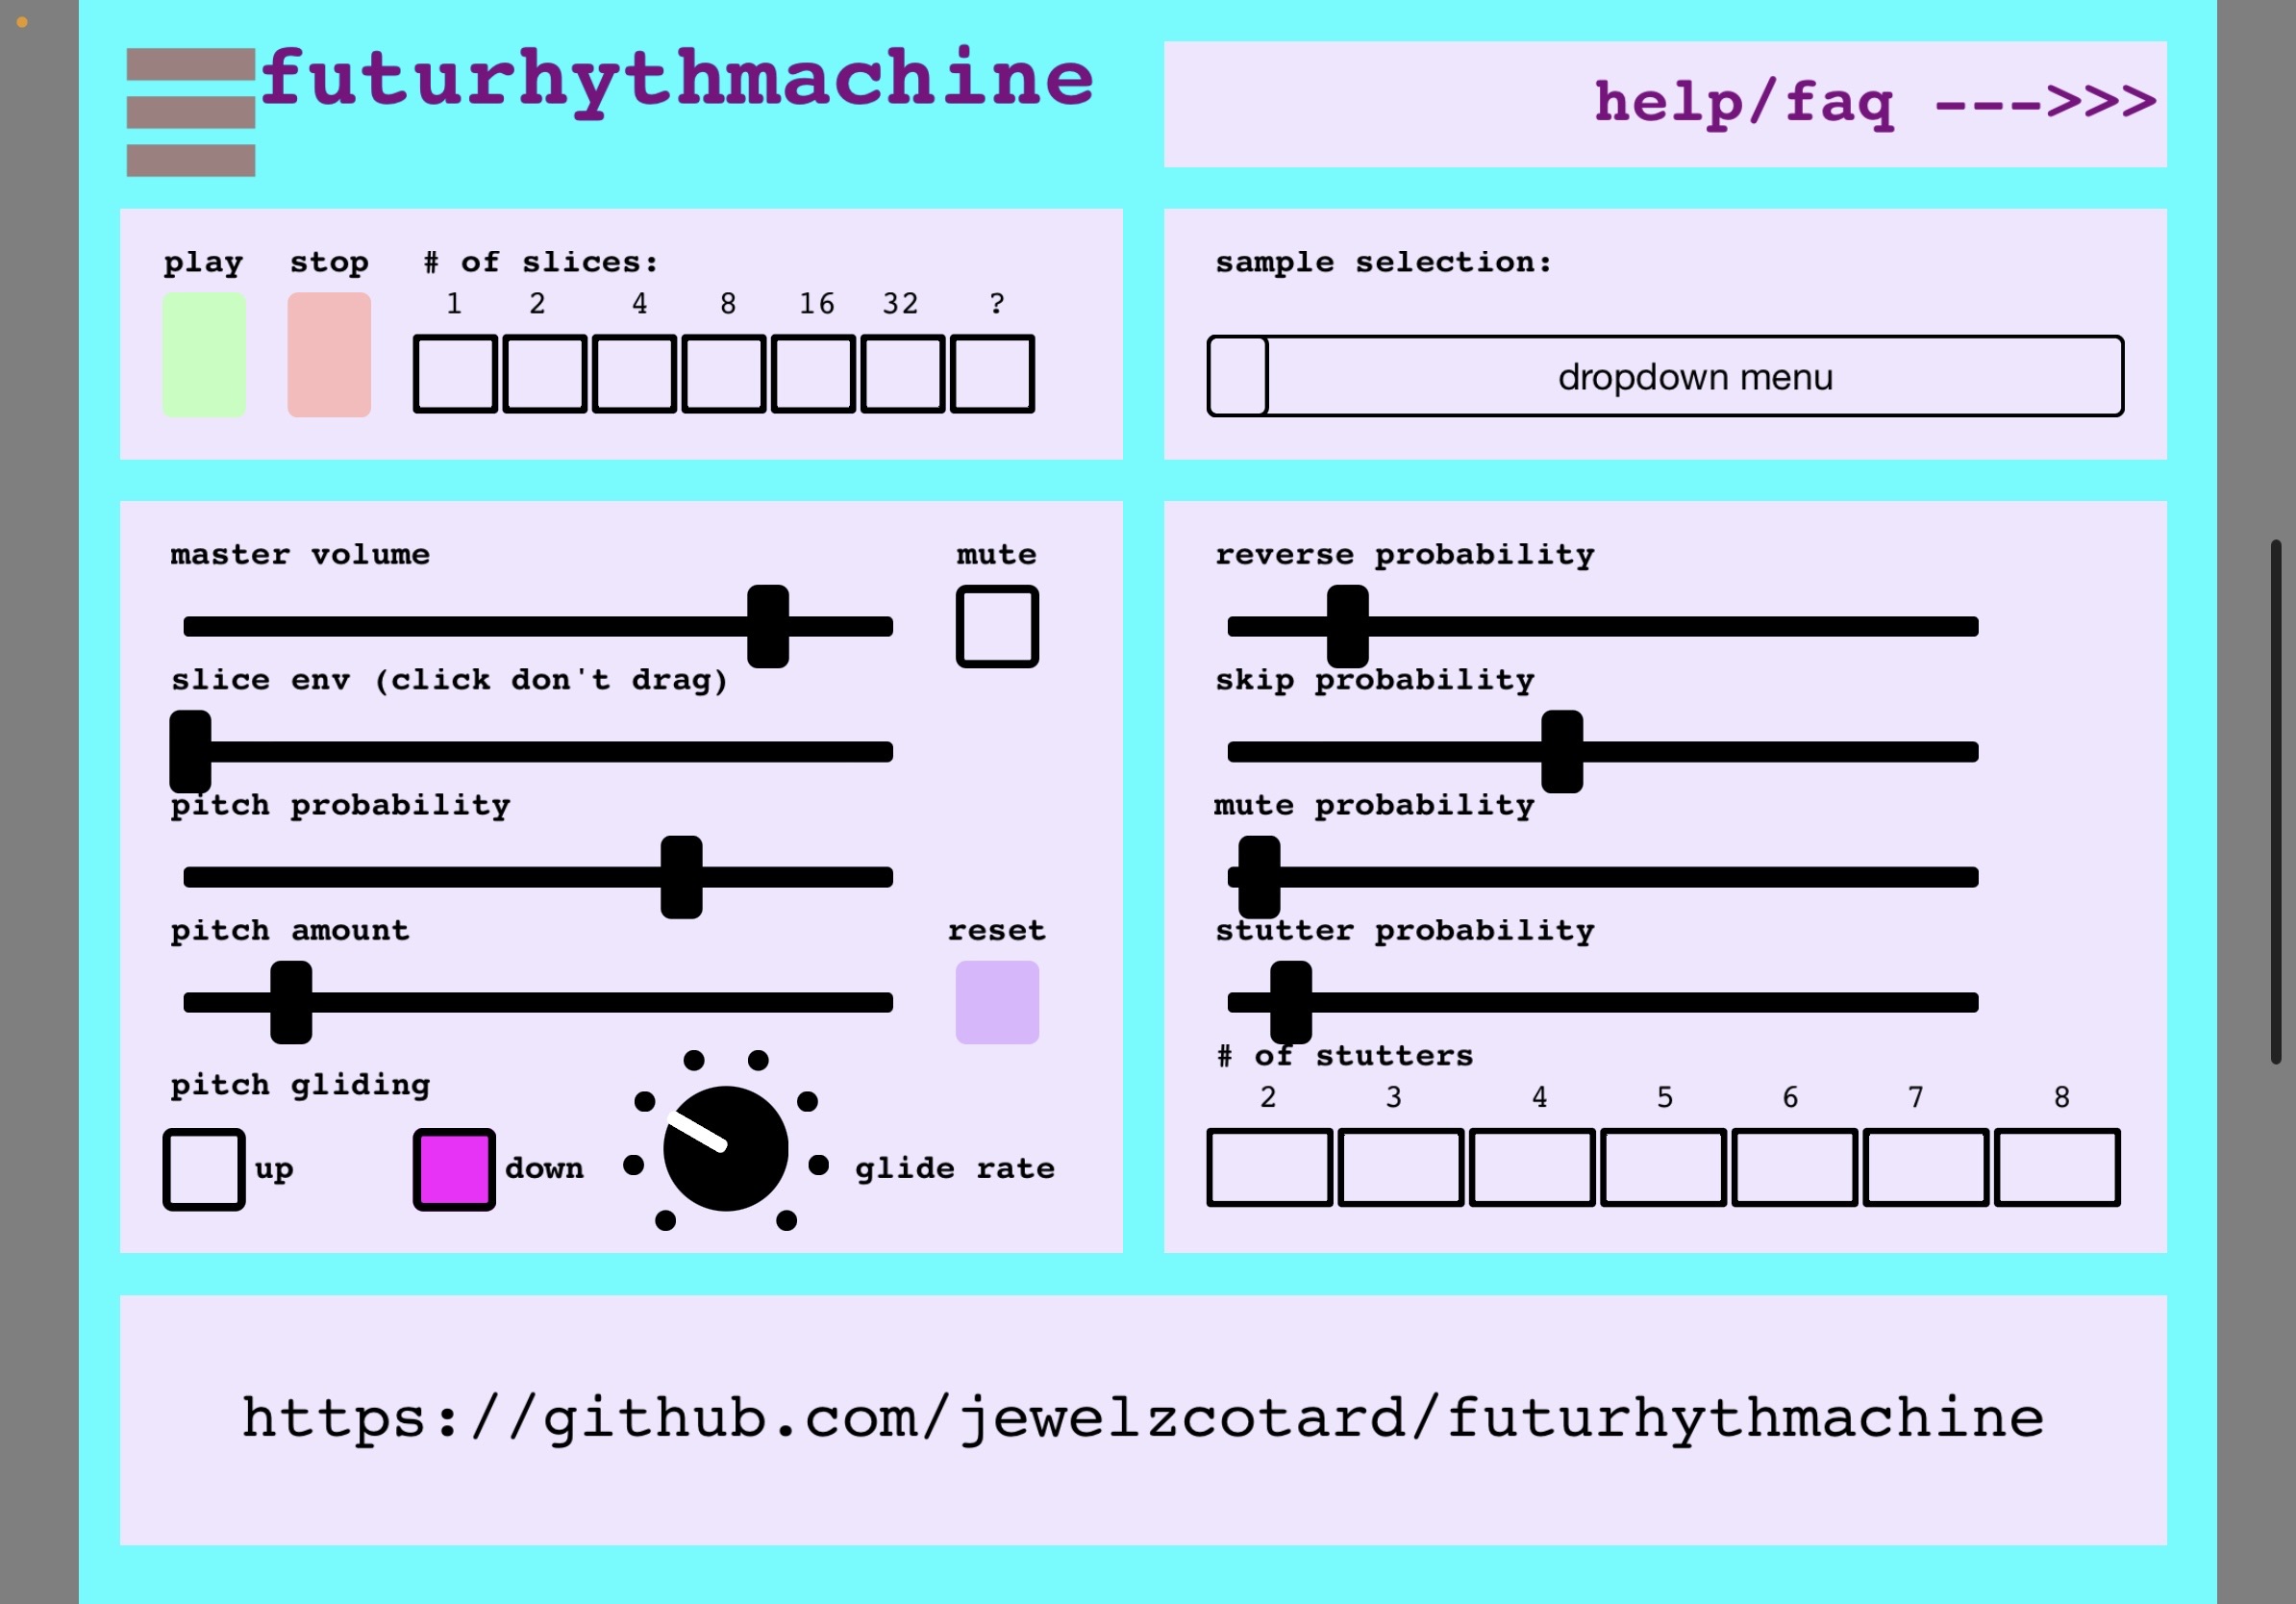 futurhythmachine
help/faq --->>>
play stop # of slices:
1 2 4 8 16 32 ?
sample selection:
dropdown menu
master volume mute
slice env (click don't drag)
pitch probability
pitch amount reset
pitch gliding
up down glide rate
reverse probability
skip probability
mute probability
stutter probability
# of stutters
2 3 4 5 6 7 8
https://github.com/jewelzcotard/futurhythmachine